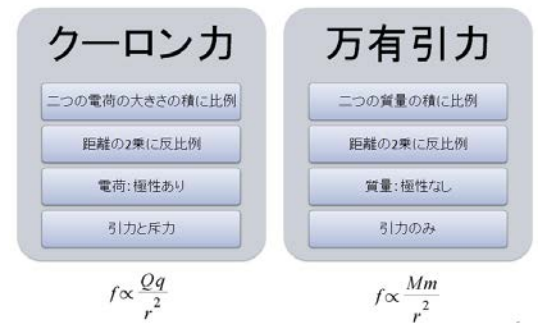 クーロン力
二つの電荷の大きさの積に比例
距離の2乗に反比例
電荷:極性あり
引力と斥力
f∝Qq/r²
万有引力
二つの質量の積に比例
距離の2乗に反比例
質量:極性なし
引力のみ
f∝Mm/r²